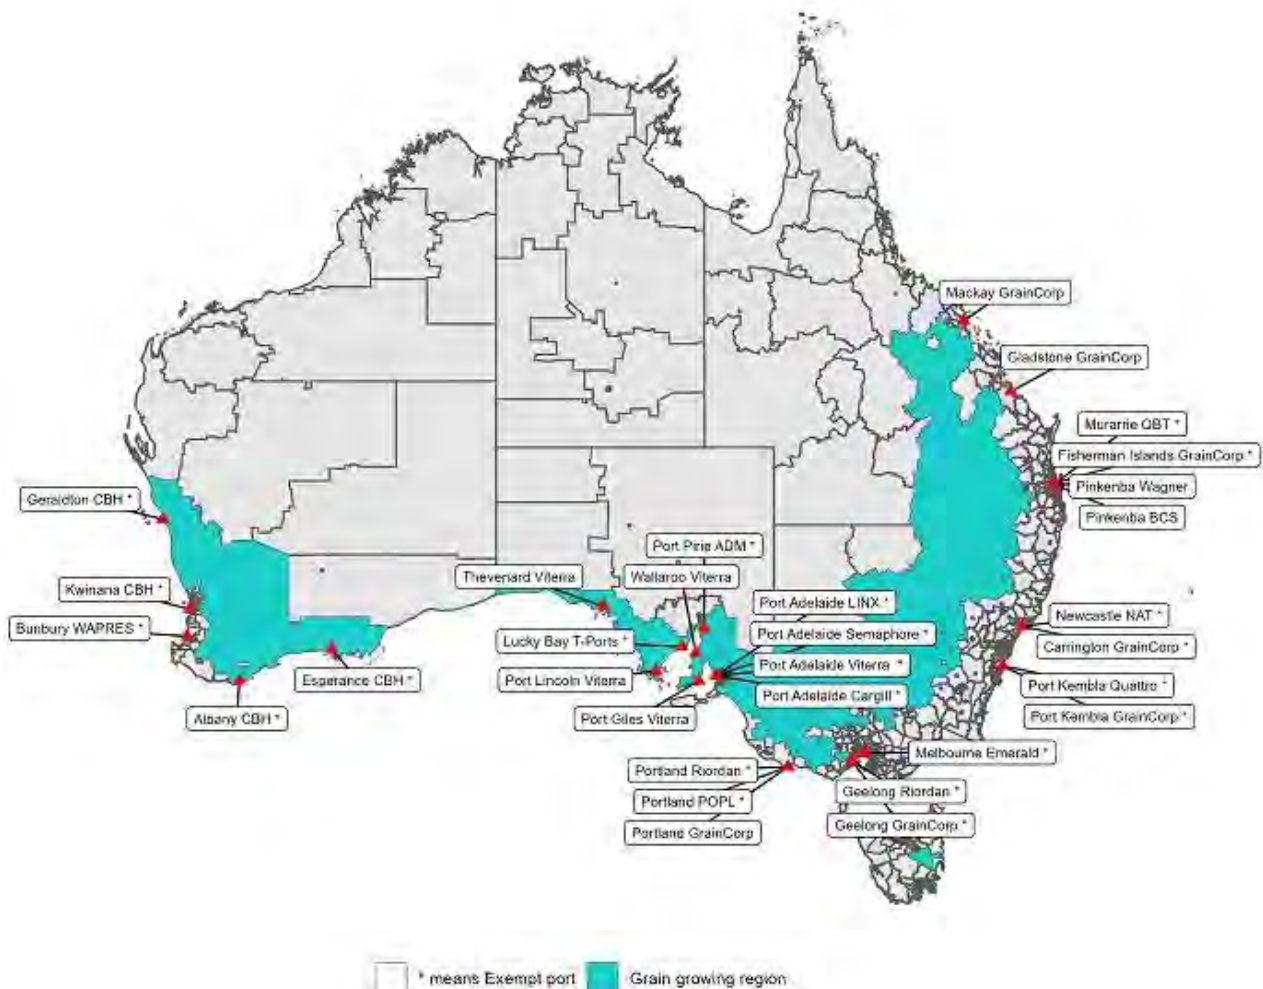 Mackay GrainCorp
Gladstone GrainCorp
Murarrie QBT *
Fisherman Islands GrainCorp *
Pinkenba Wagner
Pinkenba BCS
Geraldton CBH *
Port Pirie ADM *
Thevenard Viterra
Wallaroo Viterra
Kwinana CBH *
Port Adelaide LINX *
Newcastle NAT *
Bunbury WAPRES *
Lucky Bay T-Ports *
Port Adelaide Semaphore *
Carrington GrainCorp *
Port Adelaide Viterra *
Esperance CBH *
Port Lincoln Viterra
Port Kembla Quattro *
Port Adelaide Cargill *
Albany CBH *
Port Giles Viterra
Port Kembla GrainCorp *
Melbourne Emerald *
Portland Riordan *
Geelong Riordan *
Portland POPL *
Geelong GrainCorp *
Portland GrainCorp
* means Exempt port
Grain growing region